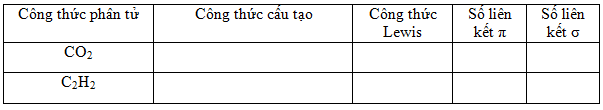 Công thức phân tử
Công thức cấu tạo
Công thức
Lewis
Số liên
kết π
Số liên
kết σ
CO₂
C₂H₂